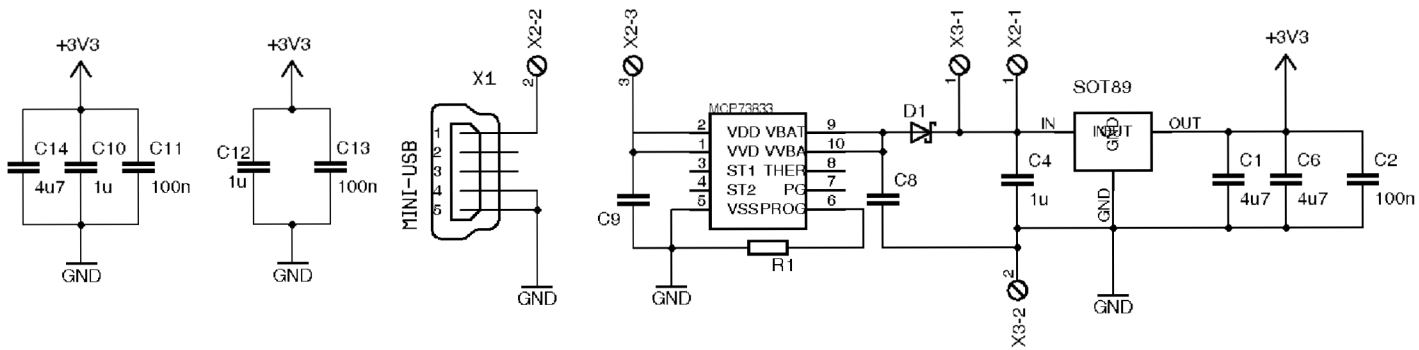 +3V3
C14
4u7
C10
1u
C11
100n
GND
+3V3
C12
1u
C13
100n
GND
X1
MINI-USB
1
2
3
4
5
X2-2
2
GND
X2-3
3
MCP73833
2 VDD VBAT 9
1 VVD VVBA 10
3 ST1 THER 8
4 ST2 PG 7
5 VSS PROG 6
C9
R1
GND
C8
D1
X3-1
1
X2-1
1
C4
1u
X3-2
2
SOT89
IN
OUT
GND
GND
GND
C1
4u7
C6
4u7
C2
100n
+3V3